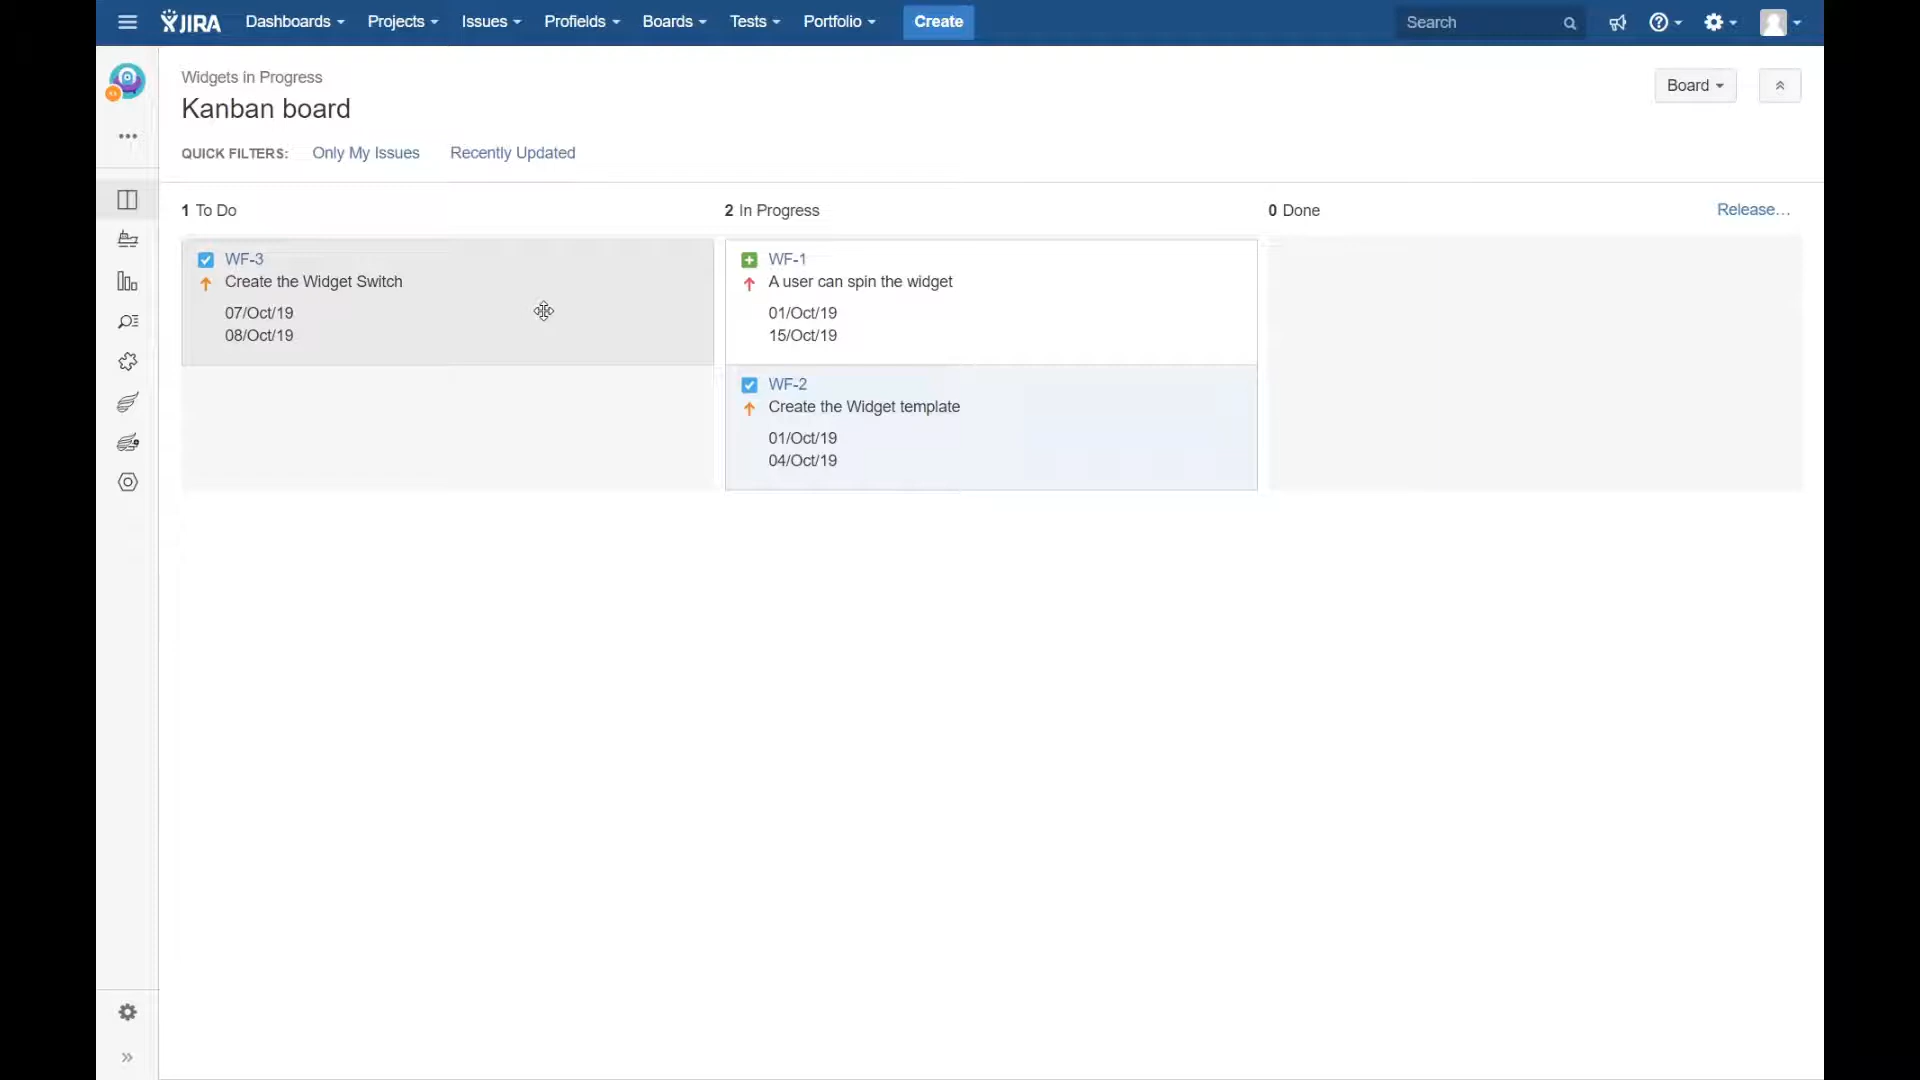 JIRA Dashboards Projects Issues Profields Boards Tests Portfolio Create Search
Widgets in Progress
Kanban board
Board
QUICK FILTERS: Only My Issues Recently Updated
1 To Do
2 In Progress
0 Done
Release…
WF-3
Create the Widget Switch
07/Oct/19
08/Oct/19
WF-1
A user can spin the widget
01/Oct/19
15/Oct/19
WF-2
Create the Widget template
01/Oct/19
04/Oct/19